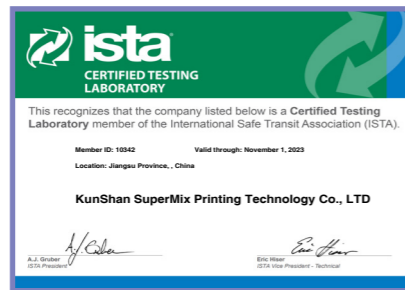 ista
CERTIFIED TESTING
LABORATORY
This recognizes that the company listed below is a Certified Testing
Laboratory member of the International Safe Transit Association (ISTA).
Member ID: 10342 Valid through: November 1, 2023
Location: Jiangsu Province, , China
KunShan SuperMix Printing Technology Co., LTD
A.J. Gruber
ISTA President
Eric Hiser
ISTA Vice President - Technical